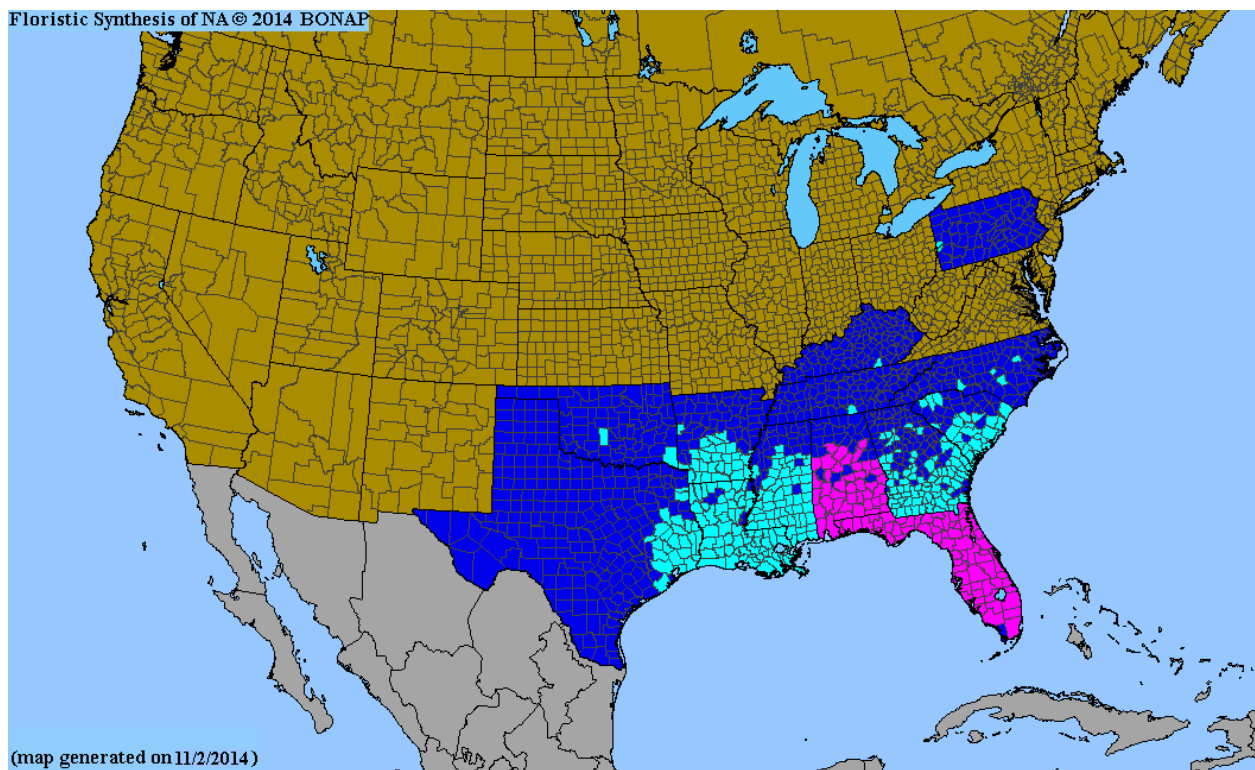 Floristic Synthesis of NA © 2014 BONAP
(map generated on 11/2/2014)